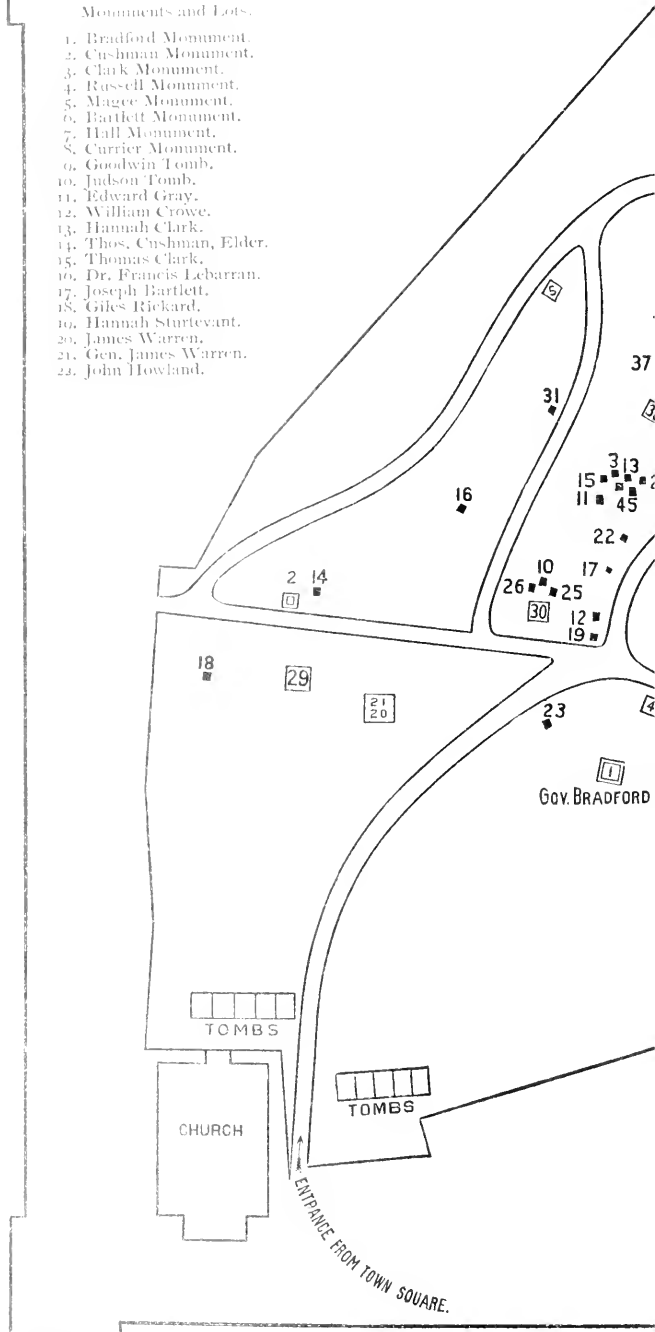 Monuments and Lots.
1. Bradford Monument.
2. Cushman Monument.
3. Clark Monument.
4. Russell Monument.
5. Magee Monument.
6. Bartlett Monument.
7. Hall Monument.
8. Currier Monument.
9. Goodwin Tomb.
10. Judson Tomb.
11. Edward Gray.
12. William Crowe.
13. Hannah Clark.
14. Thos. Cushman, Elder.
15. Thomas Clark.
16. Dr. Francis Lebarran.
17. Joseph Bartlett.
18. Giles Rickard.
19. Hannah Sturtevant.
20. James Warren.
21. Gen. James Warren.
22. John Howland.
5
37
31
3 13
15
16
11
45
22
2 14
10
17
26 25
30
12
19
18
29
21
20
23
4
1
GOV. BRADFORD
TOMBS
TOMBS
CHURCH
ENTRANCE FROM TOWN SQUARE.